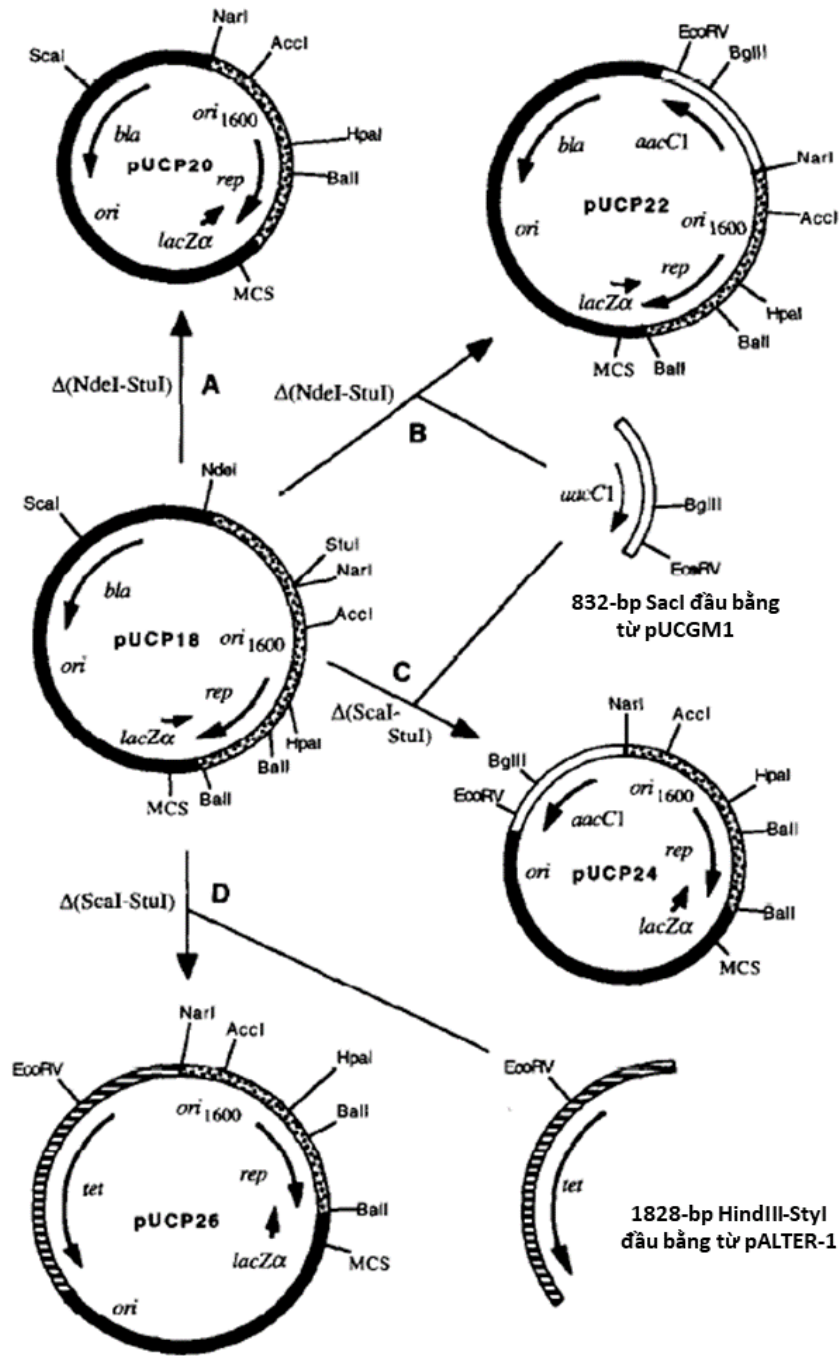 NarI
AccI
ScaI
ori1600
HpaI
bla
pUCP20
BalI
rep
ori
lacZα
MCS
EcoRV
BglII
aacC1
bla
NarI
pUCP22
ori
ori1600
AccI
rep
lacZα
HpaI
BalI
MCS
BalI
Δ(NdeI-StuI)
A
Δ(NdeI-StuI)
B
aacC1
BglII
EcoRV
832-bp SacI đầu bằng
từ pUCGM1
NdeI
ScaI
StuI
NarI
bla
AccI
pUCP18
ori1600
ori
rep
lacZα
HpaI
BalI
MCS
BalI
C
Δ(ScaI-
StuI)
NarI
AccI
BglII
EcoRV
ori1600
HpaI
aacC1
BalI
ori
rep
pUCP24
lacZα
BalI
MCS
Δ(ScaI-StuI)
D
NarI
AccI
EcoRV
HpaI
ori1600
BalI
tet
rep
pUCP26
BalI
lacZα
MCS
ori
EcoRV
tet
1828-bp HindIII-StyI
đầu bằng từ pALTER-1